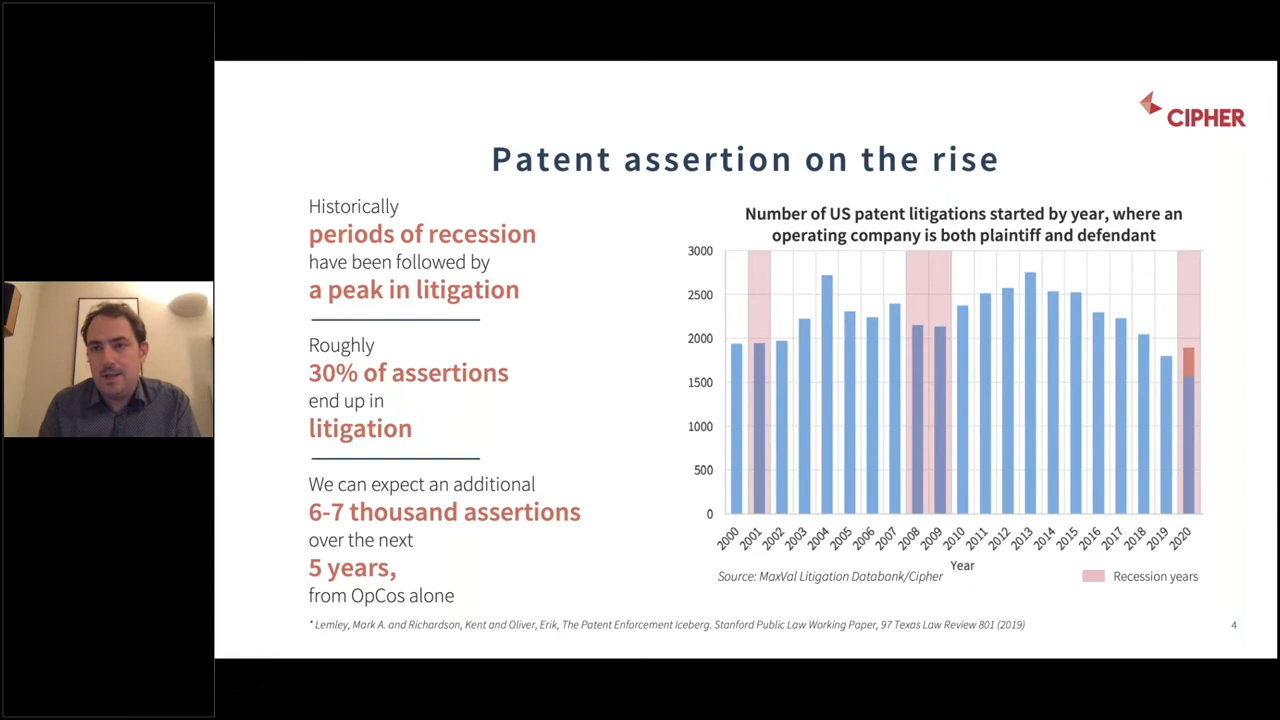 CIPHER
Patent assertion on the rise
Historically
periods of recession
have been followed by
a peak in litigation
Roughly
30% of assertions
end up in
litigation
We can expect an additional
6-7 thousand assertions
over the next
5 years,
from OpCos alone
Number of US patent litigations started by year, where an
operating company is both plaintiff and defendant
3000
2500
2000
1500
1000
500
0
2000 2001 2002 2003 2004 2005 2006 2007 2008 2009 2010 2011 2012 2013 2014 2015 2016 2017 2018 2019 2020
Year
Source: MaxVal Litigation Databank/Cipher
Recession years
* Lemley, Mark A. and Richardson, Kent and Oliver, Erik, The Patent Enforcement Iceberg. Stanford Public Law Working Paper, 97 Texas Law Review 801 (2019)
4